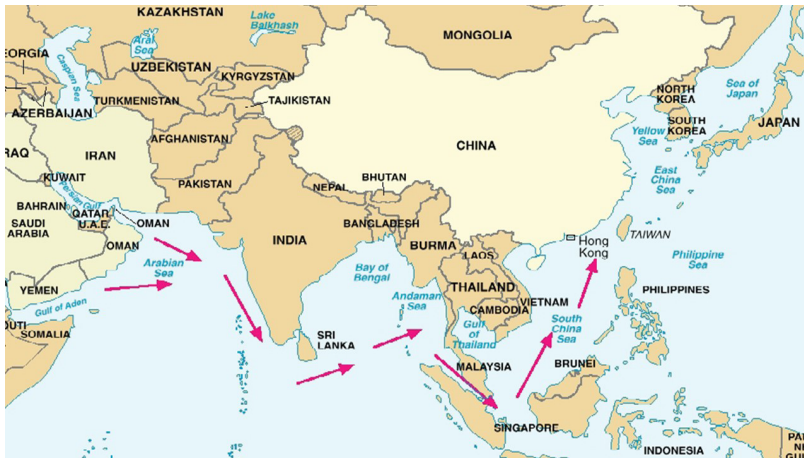 KAZAKHSTAN
Lake
Balkhash
MONGOLIA
Aral
Sea
EORGIA
Caspian Sea
UZBEKISTAN
KYRGYZSTAN
NORTH
KOREA
Sea of
Japan
AZERBAIJAN
TURKMENISTAN
TAJIKISTAN
SOUTH
KOREA
JAPAN
Yellow
Sea
AFGHANISTAN
CHINA
RAQ
IRAN
East
China
Sea
KUWAIT
PAKISTAN
NEPAL
BHUTAN
Persian Gulf
BAHRAIN
QATAR
U.A.E.
OMAN
SAUDI
ARABIA
OMAN
INDIA
BANGLADESH
BURMA
LAOS
Hong
Kong
TAIWAN
Philippine
Sea
Arabian
Sea
Bay of
Bengal
YEMEN
Gulf of Aden
Andaman
Sea
THAILAND
VIETNAM
CAMBODIA
PHILIPPINES
OUTI
SOMALIA
SRI
LANKA
Gulf
of
Thailand
South
China
Sea
MALAYSIA
BRUNEI
SINGAPORE
INDONESIA
PA
N
GU